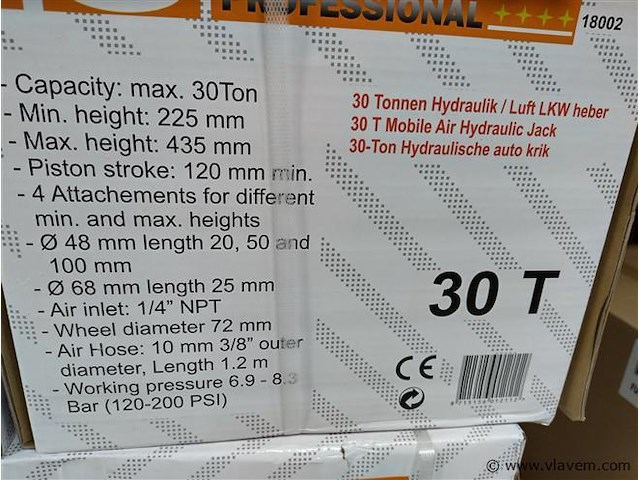 PROFESSIONAL
18002
- Capacity: max. 30Ton
- Min. height: 225 mm
- Max. height: 435 mm
- Piston stroke: 120 mm min.
- 4 Attachements for different
min. and max. heights
- Ø 48 mm length 20, 50 and
100 mm
- Ø 68 mm length 25 mm
- Air inlet: 1/4” NPT
- Wheel diameter 72 mm
- Air Hose: 10 mm 3/8” outer
diameter, Length 1.2 m
- Working pressure 6.9 - 8.3
Bar (120-200 PSI)
30 Tonnen Hydraulik / Luft LKW heber
30 T Mobile Air Hydraulic Jack
30-Ton Hydraulische auto krik
30 T
CE
© www.vlavem.com